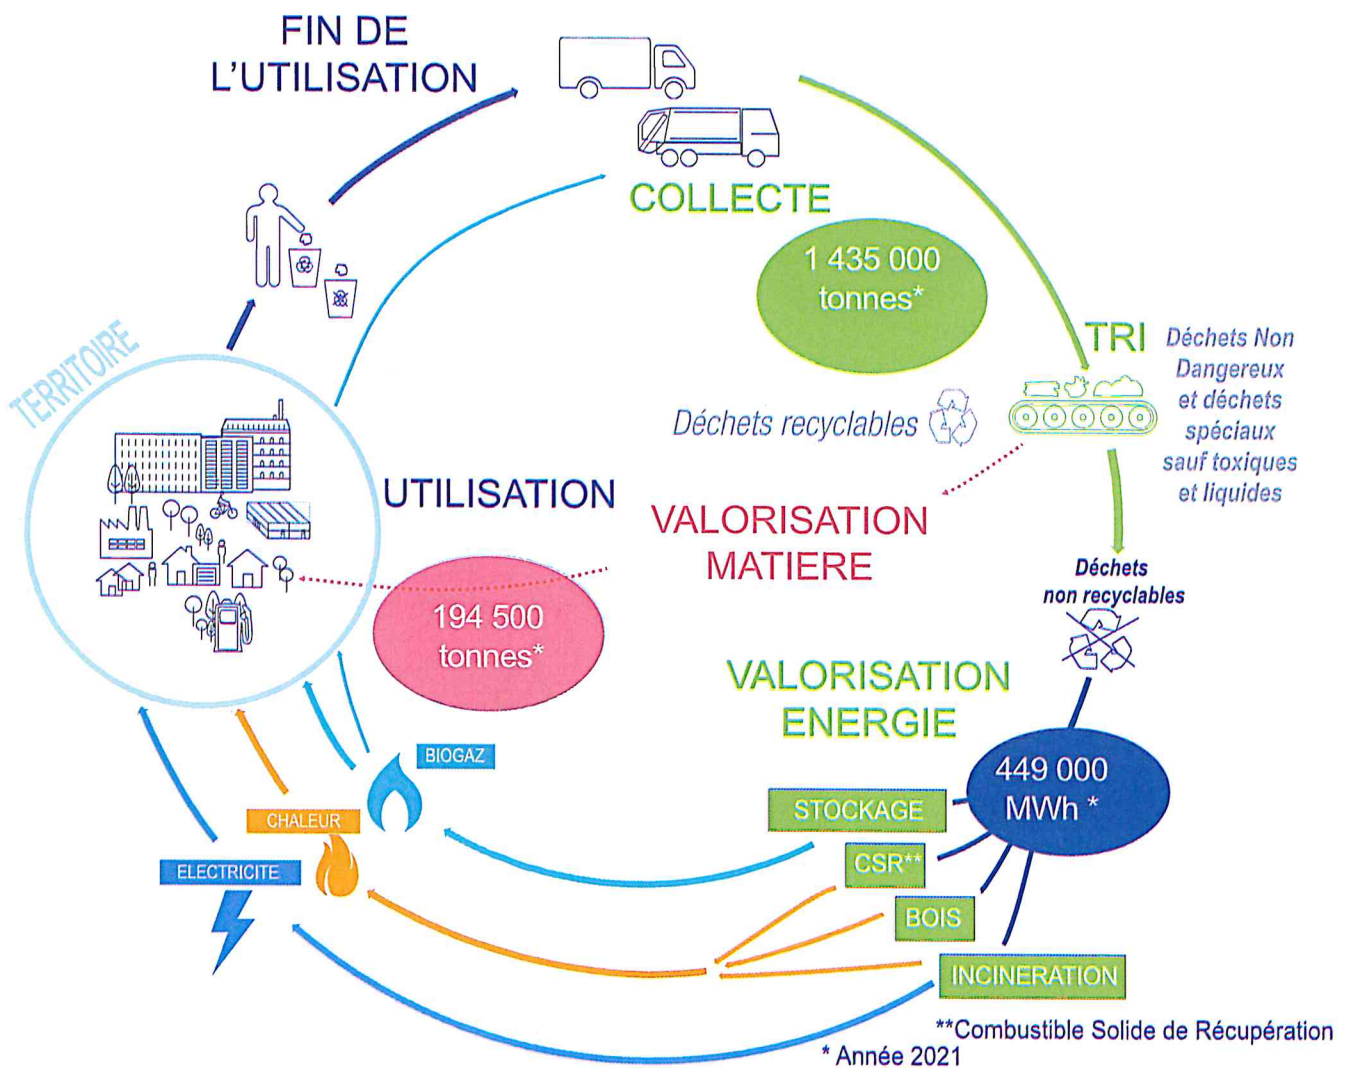 FIN DE
L'UTILISATION
COLLECTE
1 435 000
tonnes*
TRI
Déchets Non
Dangereux
et déchets
spéciaux
sauf toxiques
et liquides
TERRITOIRE
Déchets recyclables
UTILISATION
VALORISATION
MATIERE
194 500
tonnes*
Déchets
non recyclables
VALORISATION
ENERGIE
449 000
MWh *
BIOGAZ
CHALEUR
ELECTRICITE
STOCKAGE
CSR**
BOIS
INCINERATION
**Combustible Solide de Récupération
* Année 2021